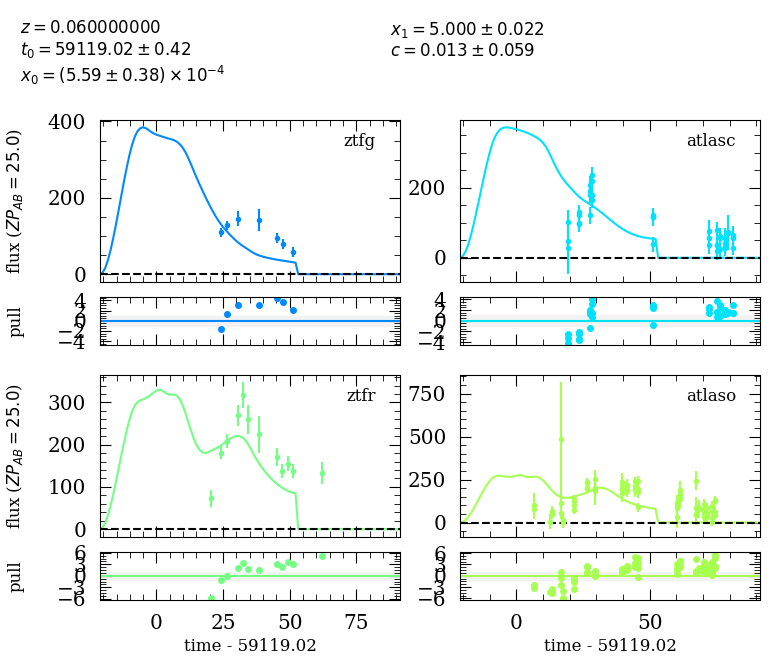 z = 0.060000000
t₀ = 59119.02 ± 0.42
x₀ = (5.59 ± 0.38) × 10⁻⁴
x₁ = 5.000 ± 0.022
c = 0.013 ± 0.059
ztfg
flux (ZP_AB = 25.0)
400
200
0
atlasc
200
0
pull
4
2
0
−2
−4
4
2
0
−2
−4
ztfr
flux (ZP_AB = 25.0)
300
200
100
0
atlaso
750
500
250
0
pull
6
3
0
−3
−6
6
3
0
−3
−6
0 25 50 75
time - 59119.02
0 50
time - 59119.02